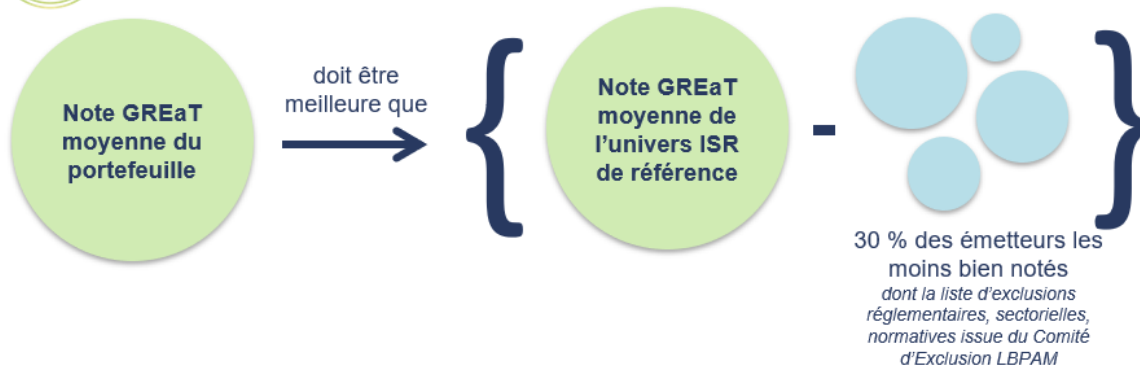 Note GREaT
moyenne du
portefeuille
doit être
meilleure que
{
Note GREaT
moyenne de
l'univers ISR
de référence
-
}
30 % des émetteurs les
moins bien notés
dont la liste d'exclusions
réglementaires, sectorielles,
normatives issue du Comité
d'Exclusion LBPAM